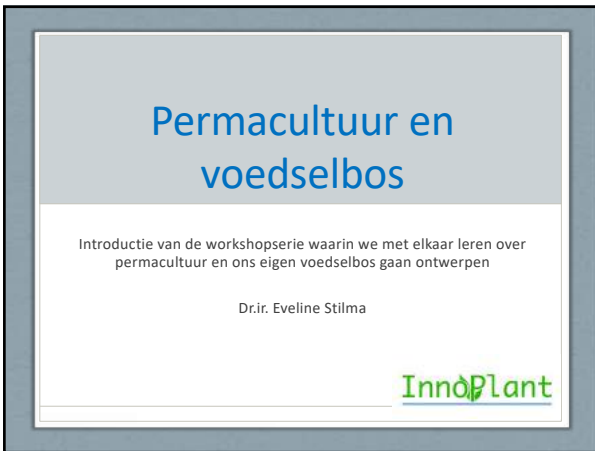 Permacultuur en
voedselbos
Introductie van de workshopserie waarin we met elkaar leren over
permacultuur en ons eigen voedselbos gaan ontwerpen
Dr.ir. Eveline Stilma
InnoPlant